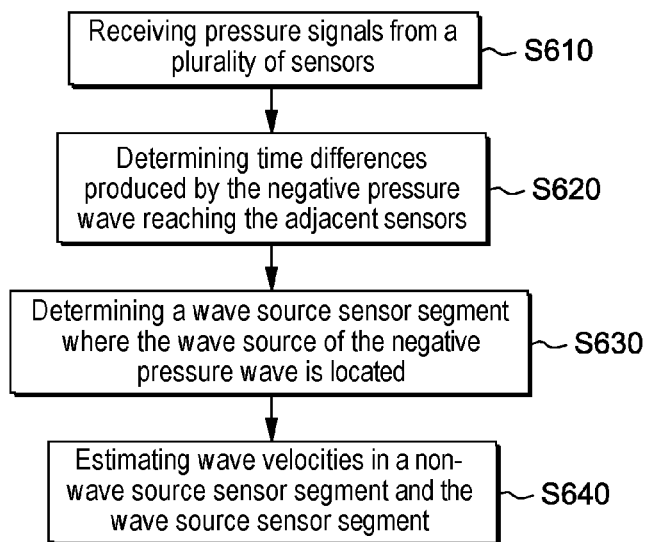 Receiving pressure signals from a
plurality of sensors
S610
Determining time differences
produced by the negative pressure
wave reaching the adjacent sensors
S620
Determining a wave source sensor segment
where the wave source of the negative
pressure wave is located
S630
Estimating wave velocities in a non-
wave source sensor segment and the
wave source sensor segment
S640